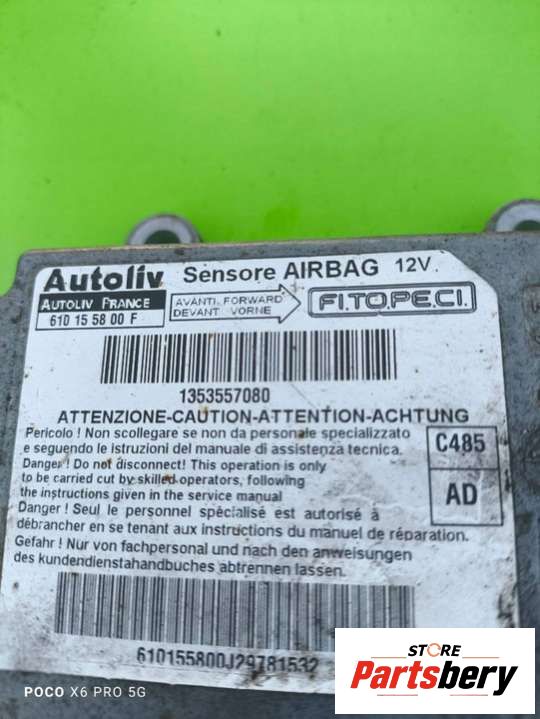 Autoliv Sensore AIRBAG 12V.
AUTOLIV FRANCE
610 15 58 00 F
AVANTI. FORWARD
DEVANT VORNE
FI.TO.PE.CI.
1353557080
ATTENZIONE-CAUTION-ATTENTION-ACHTUNG
Pericolo ! Non scollegare se non da personale specializzato
e seguendo le istruzioni del manuale di assistenza tecnica.
Danger ! Do not disconnect! This operation is only
to be carried cut by skilled operators, following
the instructions given in the service manual
Danger ! Seul le personnel spécialisé est autorisé à
débrancher en se tenant aux instructions du manuel de réparation.
Gefahr ! Nur von fachpersonal und nach den anweisungen
des kundendienstahandbuches abtrennen lassen.
C485
AD
610155800J29781532
STORE
Partsbery
POCO X6 PRO 5G